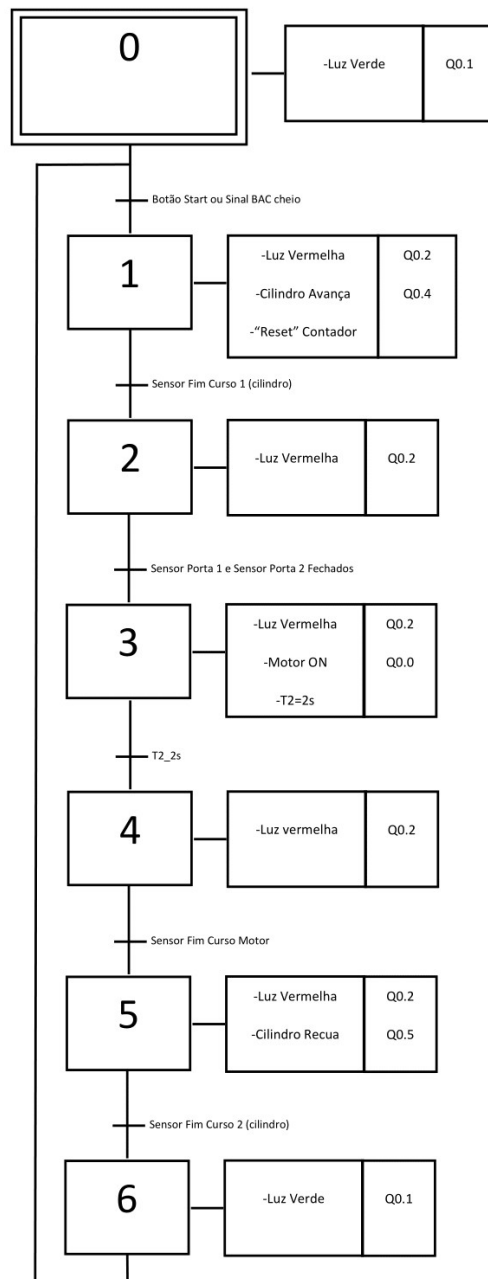 0
-Luz Verde Q0.1
Botão Start ou Sinal BAC cheio
1
-Luz Vermelha Q0.2
-Cilindro Avança Q0.4
-“Reset” Contador
Sensor Fim Curso 1 (cilindro)
2
-Luz Vermelha Q0.2
Sensor Porta 1 e Sensor Porta 2 Fechados
3
-Luz Vermelha Q0.2
-Motor ON Q0.0
-T2=2s
T2_2s
4
-Luz vermelha Q0.2
Sensor Fim Curso Motor
5
-Luz Vermelha Q0.2
-Cilindro Recua Q0.5
Sensor Fim Curso 2 (cilindro)
6
-Luz Verde Q0.1